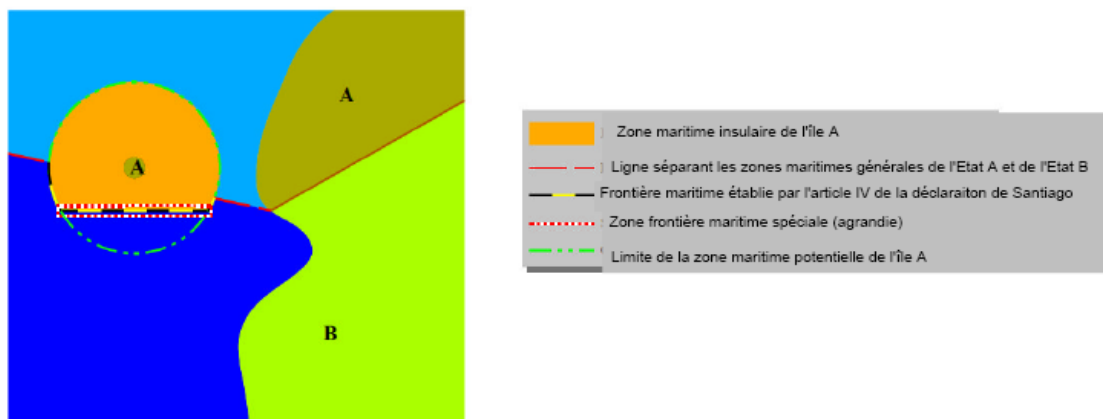 A
A
B
Zone maritime insulaire de l'île A
Ligne séparant les zones maritimes générales de l'Etat A et de l'Etat B
Frontière maritime établie par l'article IV de la déclaraiton de Santiago
Zone frontière maritime spéciale (agrandie)
Limite de la zone maritime potentielle de l'île A